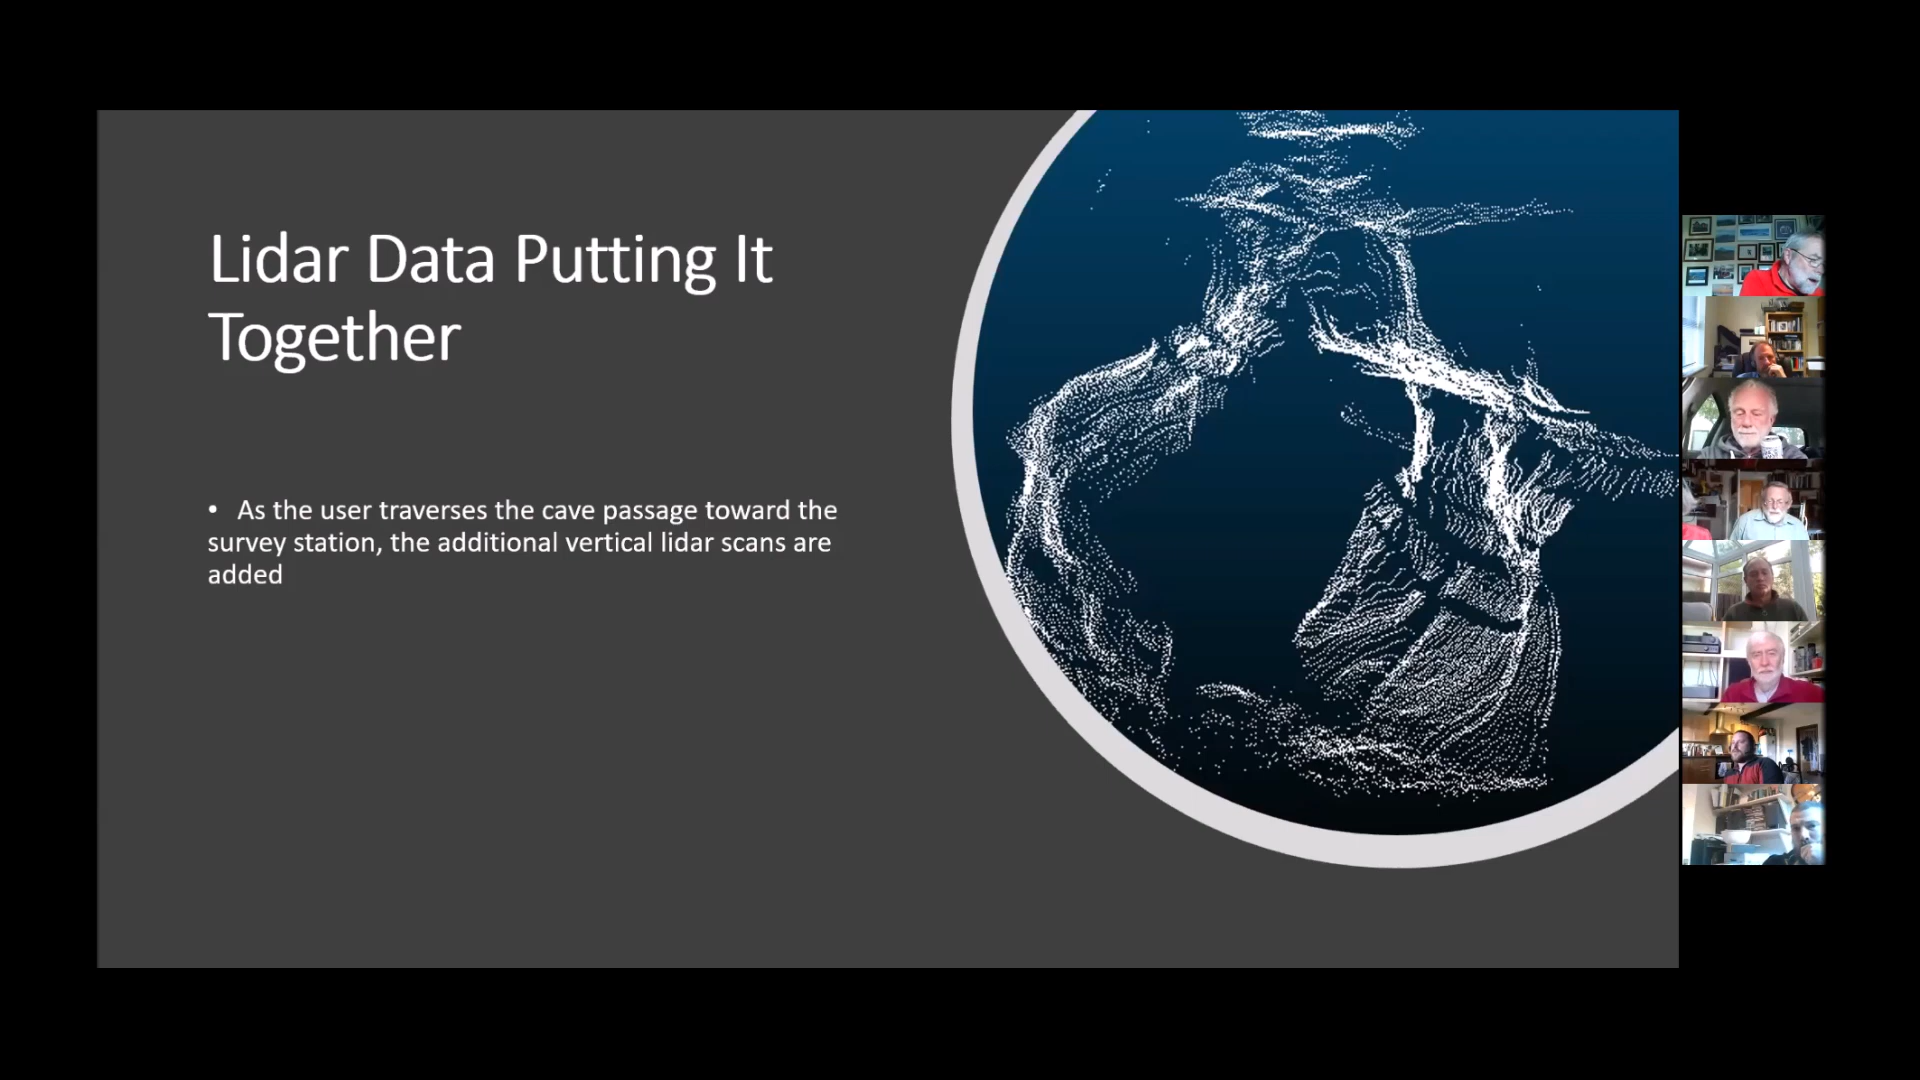 Lidar Data Putting It
Together
• As the user traverses the cave passage toward the
survey station, the additional vertical lidar scans are
added